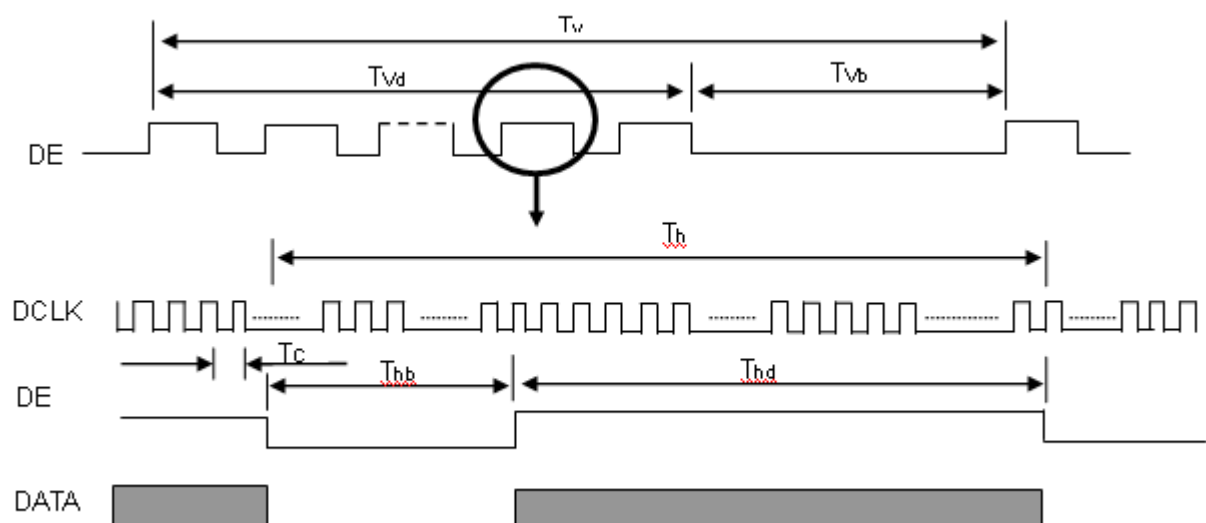 Tv
Tvd
Tvb
DE
Th
DCLK
Tc
Thb
Thd
DE
DATA